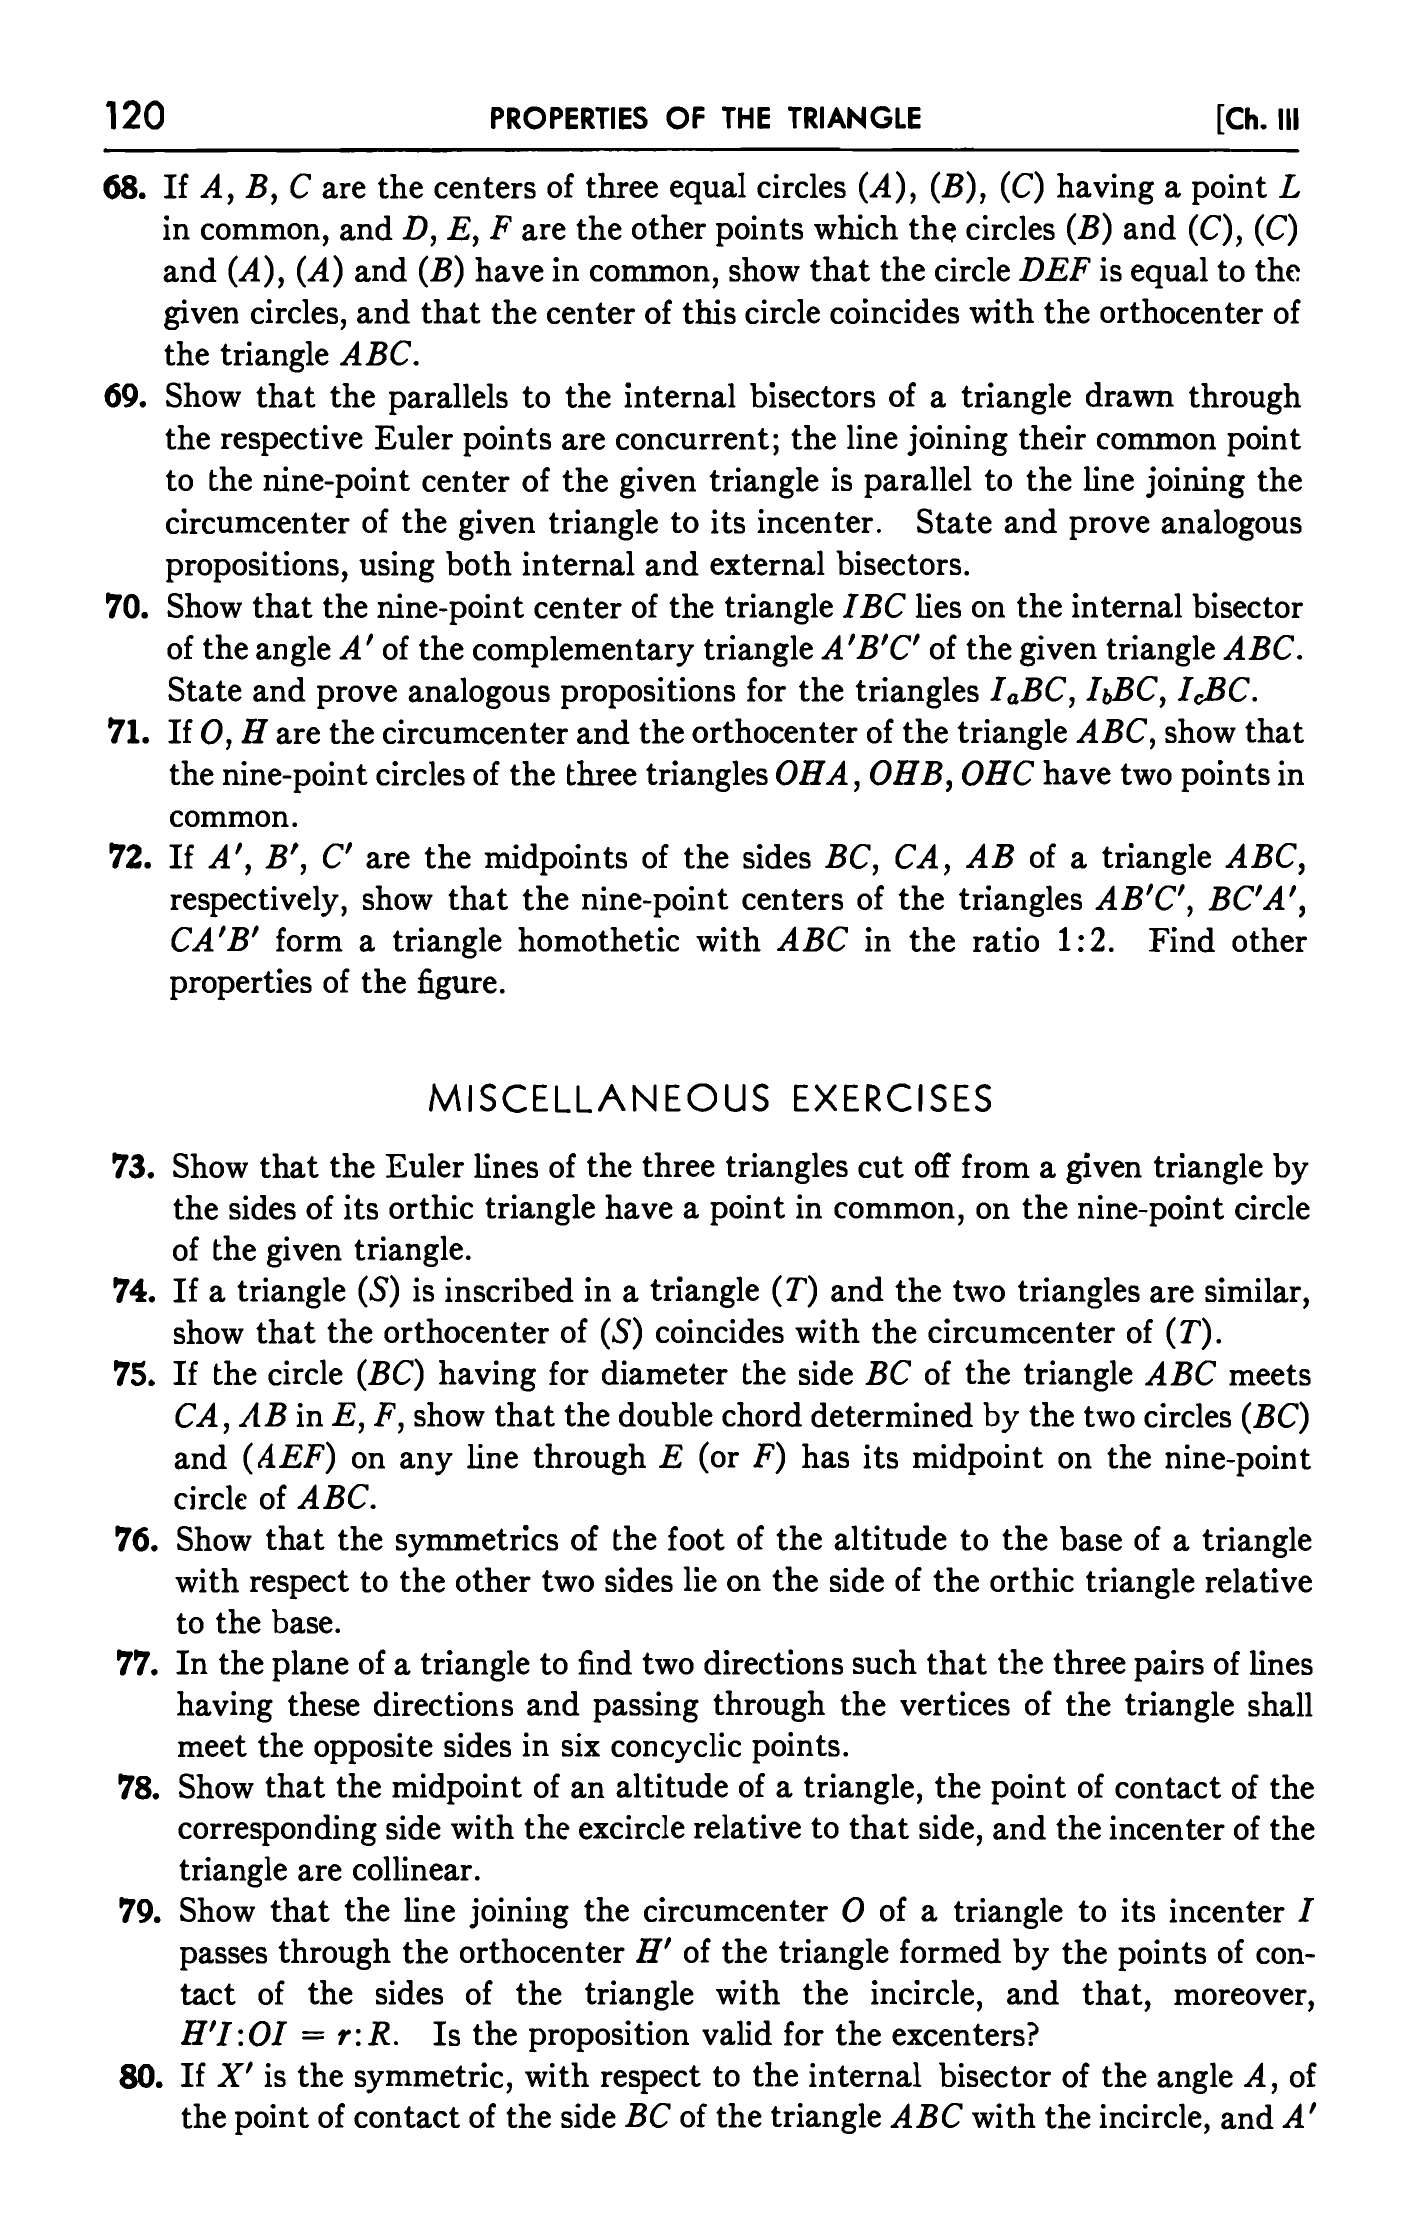 120 PROPERTIES OF THE TRIANGLE [Ch. III
68. If A, B, C are the centers of three equal circles (A), (B), (C) having a point L
in common, and D, E, F are the other points which the circles (B) and (C), (C)
and (A), (A) and (B) have in common, show that the circle DEF is equal to the
given circles, and that the center of this circle coincides with the orthocenter of
the triangle ABC.
69. Show that the parallels to the internal bisectors of a triangle drawn through
the respective Euler points are concurrent; the line joining their common point
to the nine-point center of the given triangle is parallel to the line joining the
circumcenter of the given triangle to its incenter. State and prove analogous
propositions, using both internal and external bisectors.
70. Show that the nine-point center of the triangle IBC lies on the internal bisector
of the angle A′ of the complementary triangle A′B′C′ of the given triangle ABC.
State and prove analogous propositions for the triangles IₐBC, I_bBC, I_cBC.
71. If O, H are the circumcenter and the orthocenter of the triangle ABC, show that
the nine-point circles of the three triangles OHA, OHB, OHC have two points in
common.
72. If A′, B′, C′ are the midpoints of the sides BC, CA, AB of a triangle ABC,
respectively, show that the nine-point centers of the triangles AB′C′, BC′A′,
CA′B′ form a triangle homothetic with ABC in the ratio 1:2. Find other
properties of the figure.
MISCELLANEOUS EXERCISES
73. Show that the Euler lines of the three triangles cut off from a given triangle by
the sides of its orthic triangle have a point in common, on the nine-point circle
of the given triangle.
74. If a triangle (S) is inscribed in a triangle (T) and the two triangles are similar,
show that the orthocenter of (S) coincides with the circumcenter of (T).
75. If the circle (BC) having for diameter the side BC of the triangle ABC meets
CA, AB in E, F, show that the double chord determined by the two circles (BC)
and (AEF) on any line through E (or F) has its midpoint on the nine-point
circle of ABC.
76. Show that the symmetrics of the foot of the altitude to the base of a triangle
with respect to the other two sides lie on the side of the orthic triangle relative
to the base.
77. In the plane of a triangle to find two directions such that the three pairs of lines
having these directions and passing through the vertices of the triangle shall
meet the opposite sides in six concyclic points.
78. Show that the midpoint of an altitude of a triangle, the point of contact of the
corresponding side with the excircle relative to that side, and the incenter of the
triangle are collinear.
79. Show that the line joining the circumcenter O of a triangle to its incenter I
passes through the orthocenter H′ of the triangle formed by the points of con-
tact of the sides of the triangle with the incircle, and that, moreover,
H′I:OI = r:R. Is the proposition valid for the excenters?
80. If X′ is the symmetric, with respect to the internal bisector of the angle A, of
the point of contact of the side BC of the triangle ABC with the incircle, and A′